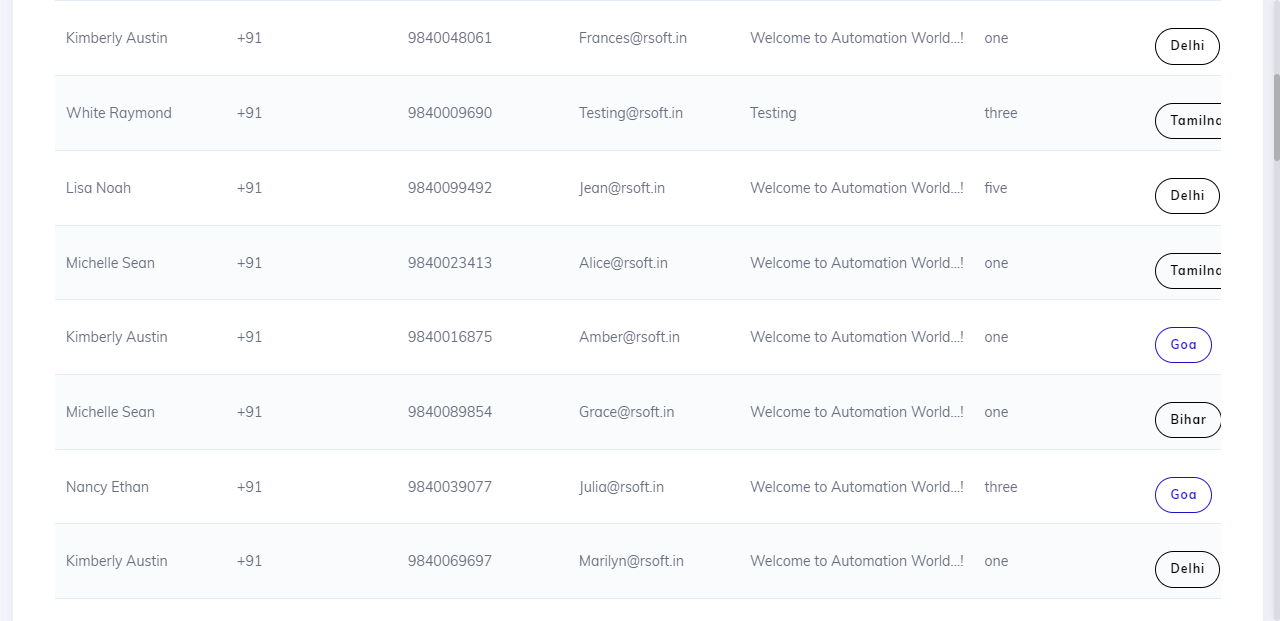 Kimberly Austin +91 9840048061 Frances@rsoft.in Welcome to Automation World...! one Delhi
White Raymond +91 9840009690 Testing@rsoft.in Testing three Tamilna
Lisa Noah +91 9840099492 Jean@rsoft.in Welcome to Automation World...! five Delhi
Michelle Sean +91 9840023413 Alice@rsoft.in Welcome to Automation World...! one Tamilna
Kimberly Austin +91 9840016875 Amber@rsoft.in Welcome to Automation World...! one Goa
Michelle Sean +91 9840089854 Grace@rsoft.in Welcome to Automation World...! one Bihar
Nancy Ethan +91 9840039077 Julia@rsoft.in Welcome to Automation World...! three Goa
Kimberly Austin +91 9840069697 Marilyn@rsoft.in Welcome to Automation World...! one Delhi